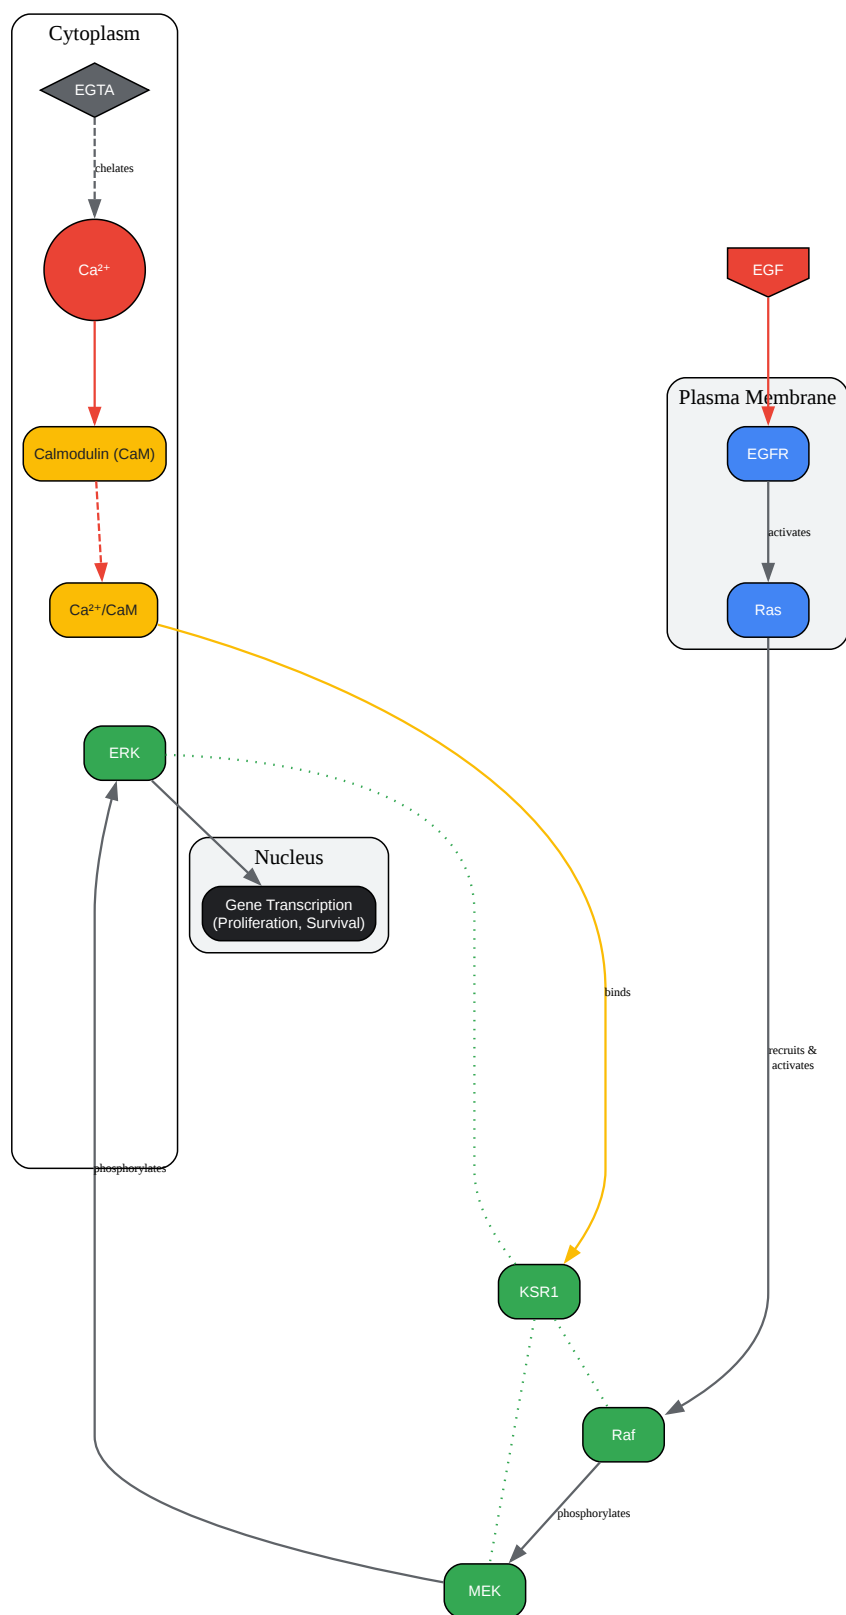 Cytoplasm
EGTA
chelates
Ca²⁺
EGF
Plasma Membrane
Calmodulin (CaM)
EGFR
activates
Ca²⁺/CaM
Ras
ERK
Nucleus
Gene Transcription
(Proliferation, Survival)
binds
recruits &
activates
phosphorylates
KSR1
Raf
phosphorylates
MEK